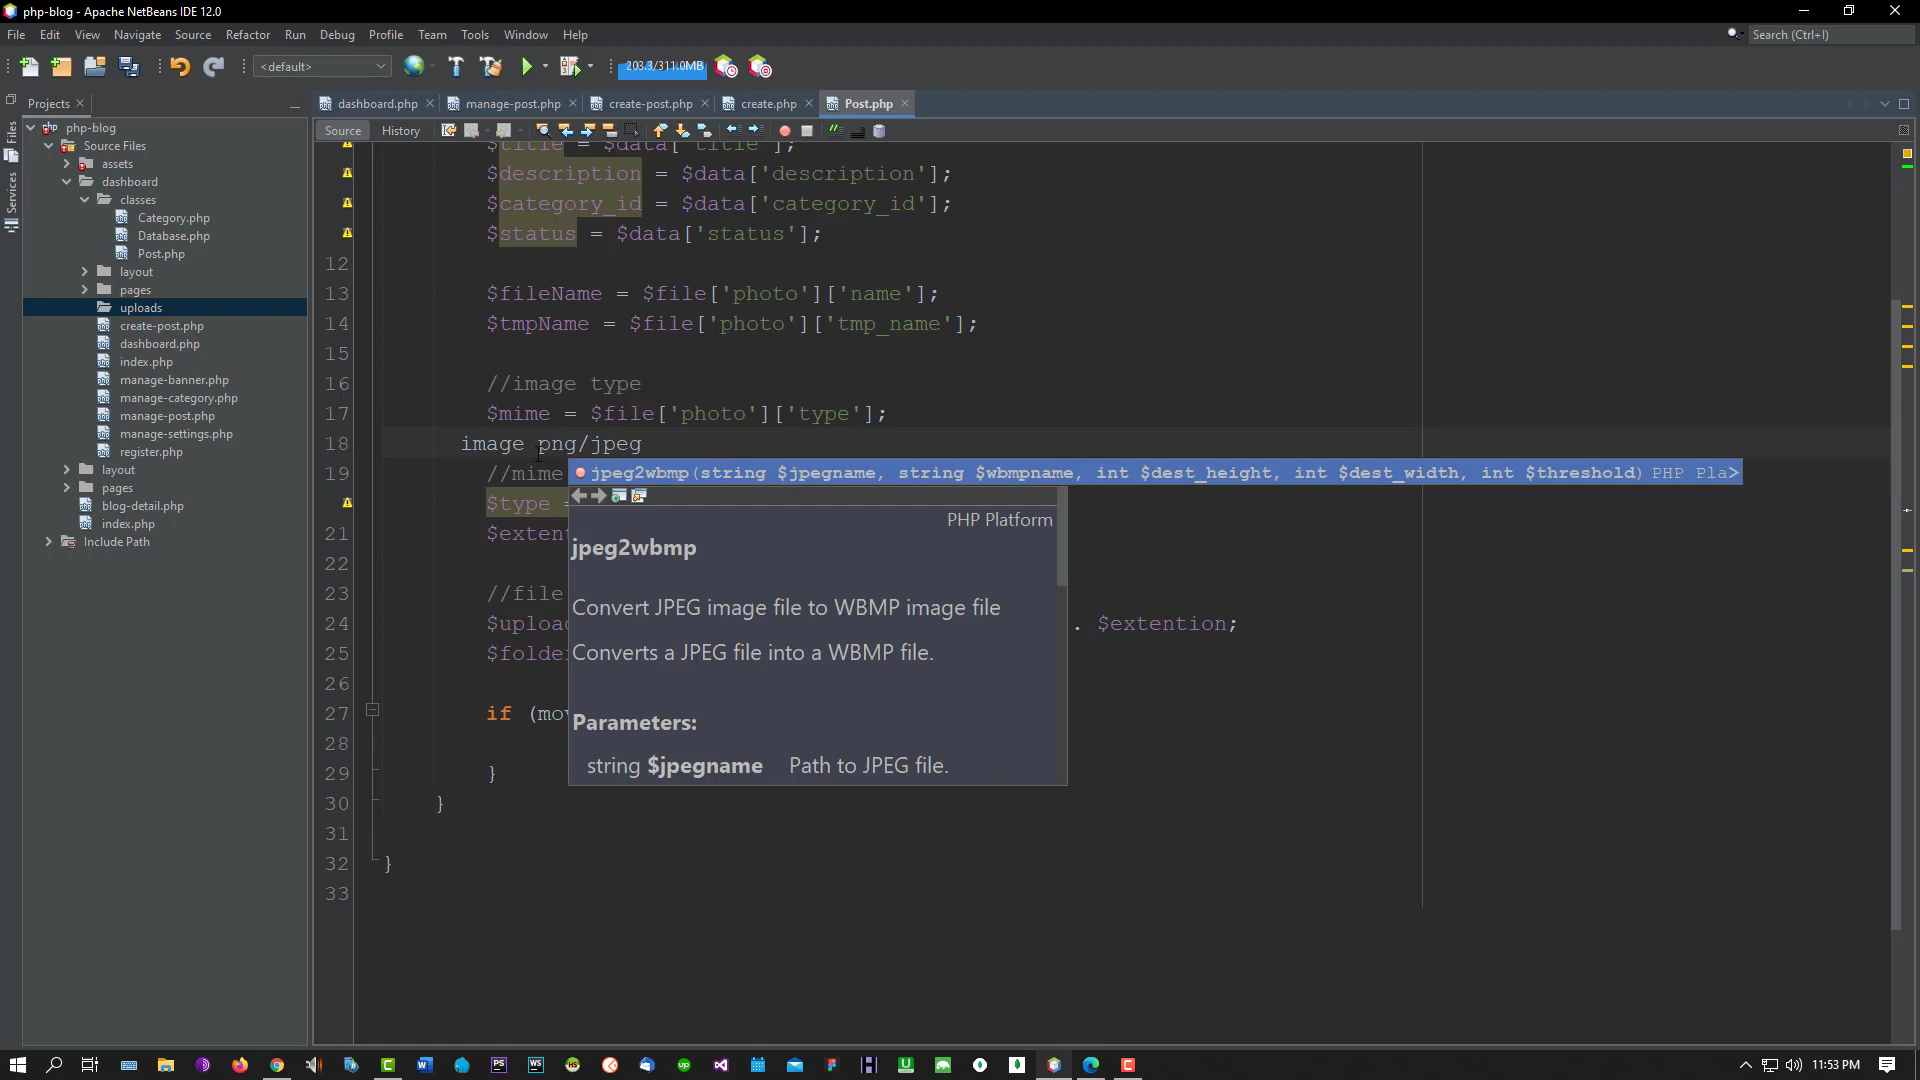 php-blog - Apache NetBeans IDE 12.0
File Edit View Navigate Source Refactor Run Debug Profile Team Tools Window Help
Search (Ctrl+I)
<default>
203.3/311.0MB
Projects
dashboard.php manage-post.php create-post.php create.php Post.php
Source History
Files
Services
php-blog
Source Files
assets
dashboard
classes
Category.php
Database.php
Post.php
layout
pages
uploads
create-post.php
dashboard.php
index.php
manage-banner.php
manage-category.php
manage-post.php
manage-settings.php
register.php
layout
pages
blog-detail.php
index.php
Include Path
$title = $data['title'];
$description = $data['description'];
$category_id = $data['category_id'];
$status = $data['status'];
12
13 $fileName = $file['photo']['name'];
14 $tmpName = $file['photo']['tmp_name'];
15
16 //image type
17 $mime = $file['photo']['type'];
18 image png/jpeg
19 //mime
$type =
21 $extent
22
23 //file
24 $upload . $extention;
25 $folder
26
27 if (mov
28
29 }
30 }
31
32 }
33
jpeg2wbmp(string $jpegname, string $wbmpname, int $dest_height, int $dest_width, int $threshold) PHP Pla>
PHP Platform
jpeg2wbmp
Convert JPEG image file to WBMP image file
Converts a JPEG file into a WBMP file.
Parameters:
string $jpegname Path to JPEG file.
11:53 PM